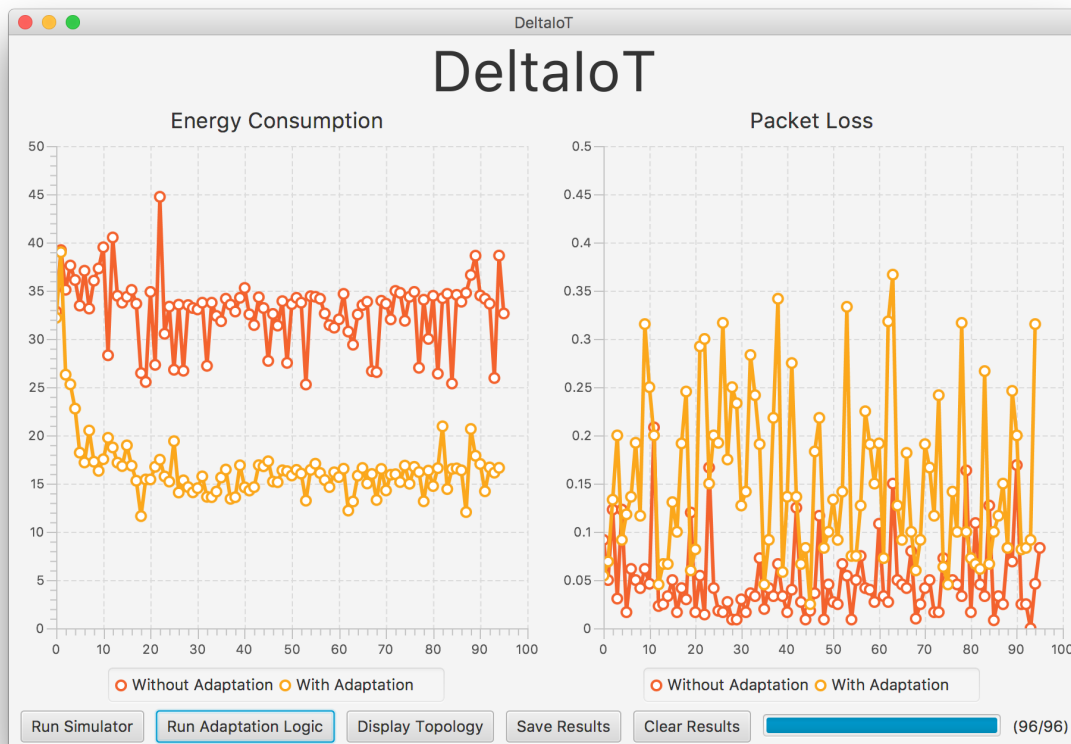 DeltaIoT
DeltaIoT
Energy Consumption
Packet Loss
50
45
40
35
30
25
20
15
10
5
0
0 10 20 30 40 50 60 70 80 90 100
0.5
0.45
0.4
0.35
0.3
0.25
0.2
0.15
0.1
0.05
0
0 10 20 30 40 50 60 70 80 90 100
Without Adaptation With Adaptation
Without Adaptation With Adaptation
Run Simulator Run Adaptation Logic Display Topology Save Results Clear Results (96/96)